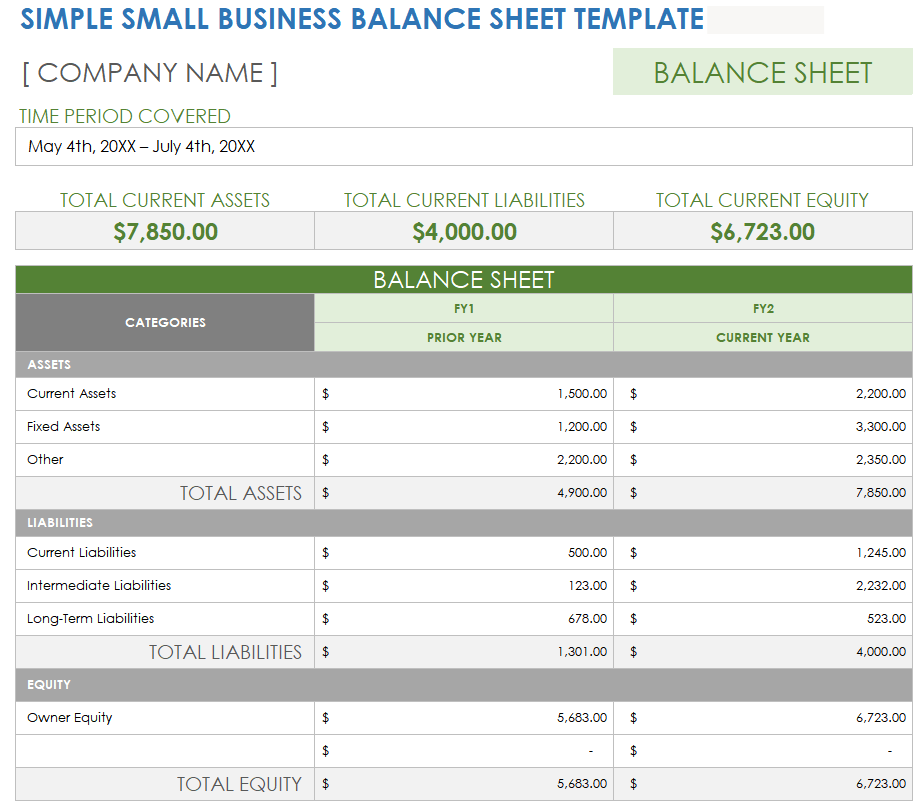 SIMPLE SMALL BUSINESS BALANCE SHEET TEMPLATE
[ COMPANY NAME ] BALANCE SHEET
TIME PERIOD COVERED
May 4th, 20XX – July 4th, 20XX
TOTAL CURRENT ASSETS TOTAL CURRENT LIABILITIES TOTAL CURRENT EQUITY
$7,850.00 $4,000.00 $6,723.00
BALANCE SHEET
CATEGORIES
FY1 FY2
PRIOR YEAR CURRENT YEAR
ASSETS
Current Assets $ 1,500.00 $ 2,200.00
Fixed Assets $ 1,200.00 $ 3,300.00
Other $ 2,200.00 $ 2,350.00
TOTAL ASSETS $ 4,900.00 $ 7,850.00
LIABILITIES
Current Liabilities $ 500.00 $ 1,245.00
Intermediate Liabilities $ 123.00 $ 2,232.00
Long-Term Liabilities $ 678.00 $ 523.00
TOTAL LIABILITIES $ 1,301.00 $ 4,000.00
EQUITY
Owner Equity $ 5,683.00 $ 6,723.00
$ - $ -
TOTAL EQUITY $ 5,683.00 $ 6,723.00